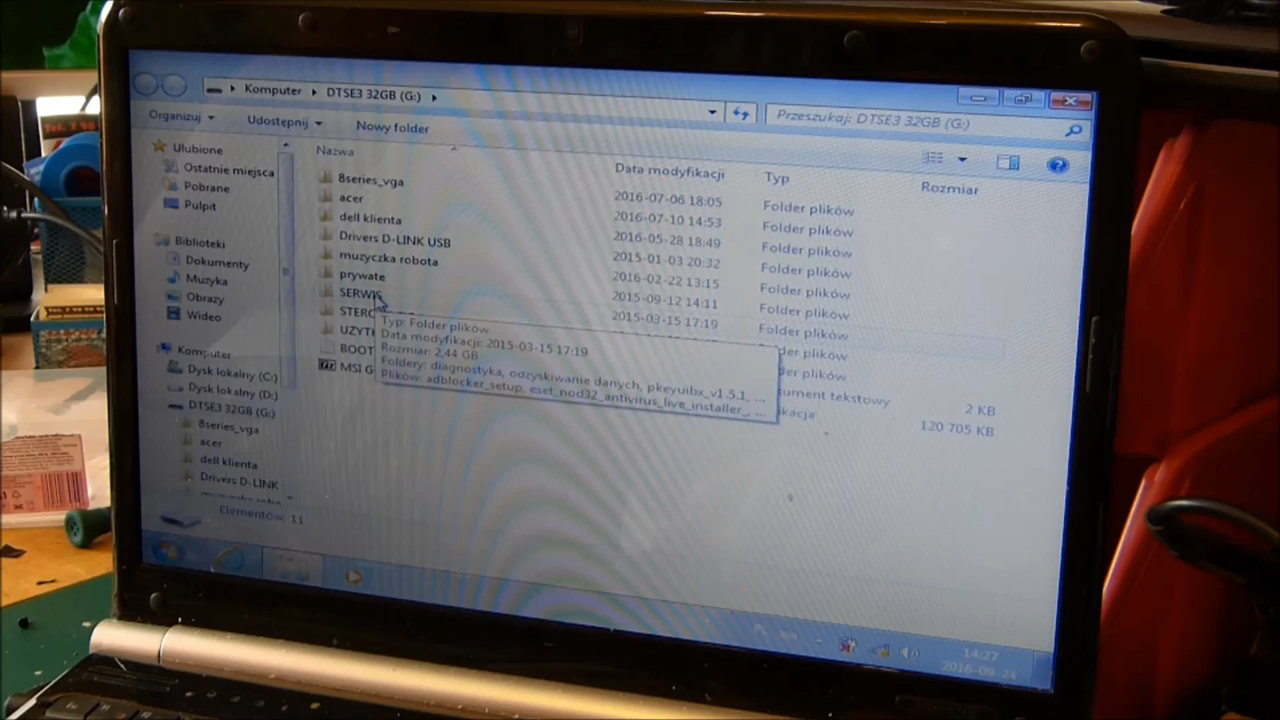 Komputer DTSE3 32GB (G:)
Przeszukaj: DTSE3 32GB (G:)
Organizuj Udostępnij Nowy folder
Nazwa Data modyfikacji Typ Rozmiar
8series_vga 2016-07-06 18:05 Folder plików
acer 2016-07-10 14:53 Folder plików
dell klienta 2016-05-28 18:49 Folder plików
Drivers D-LINK USB 2015-01-03 20:32 Folder plików
muzyczka robota 2016-02-22 13:15 Folder plików
prywate 2015-09-12 14:11 Folder plików
SERWIS 2015-03-15 17:19 Folder plików
BOOT 2 KB
MSI G 120 705 KB
Typ: Folder plików
Data modyfikacji: 2015-03-15 17:19
Rozmiar: 2,44 GB
Foldery: diagnostyka, odzyskiwanie danych, pkeyuibx_v1.5.1, ...
Plików: adblocker_setup, eset_nod32_antivirus_live_installer_, ...
Ulubione
Ostatnie miejsca
Pobrane
Pulpit
Biblioteki
Dokumenty
Muzyka
Obrazy
Wideo
Komputer
Dysk lokalny (C:)
Dysk lokalny (D:)
DTSE3 32GB (G:)
8series_vga
acer
dell klienta
Drivers D-LINK
Elementów: 11
14:27
2016-09-24